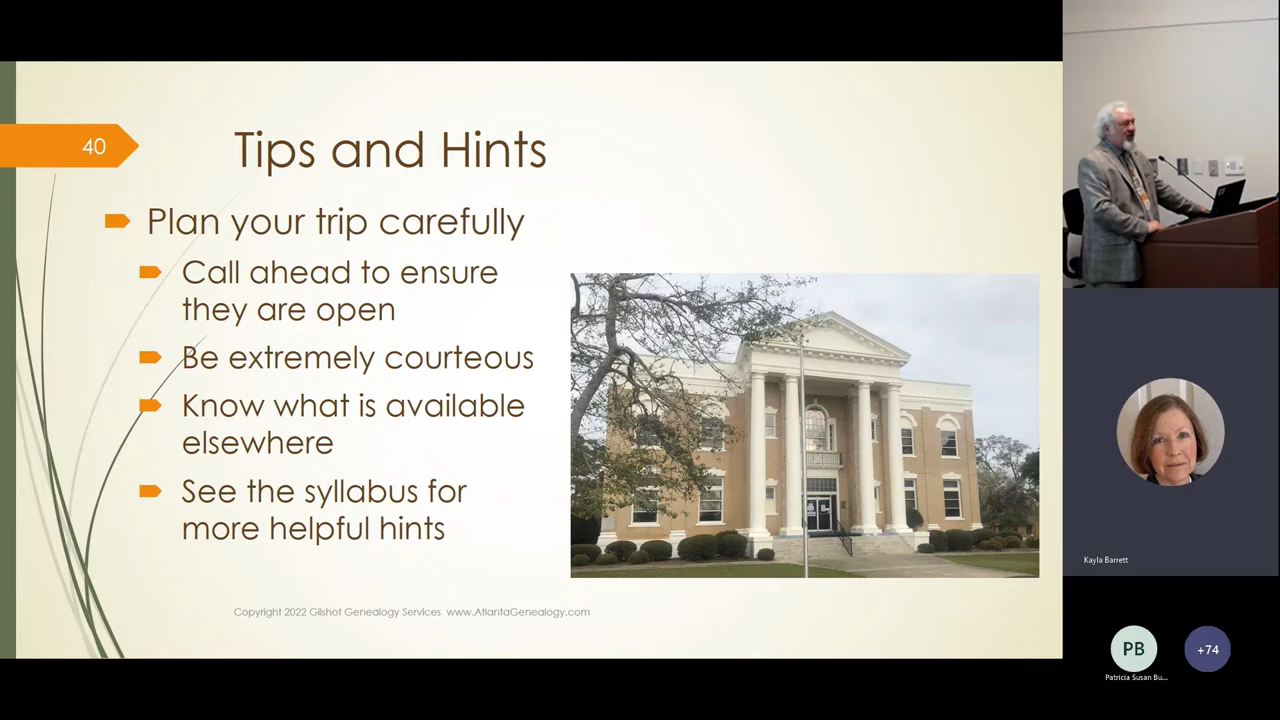 40
Tips and Hints
Plan your trip carefully
Call ahead to ensure
they are open
Be extremely courteous
Know what is available
elsewhere
See the syllabus for
more helpful hints
Copyright 2022 Gilshot Genealogy Services www.AtlantaGenealogy.com
Kayla Barrett
PB
+74
Patricia Susan Bu...